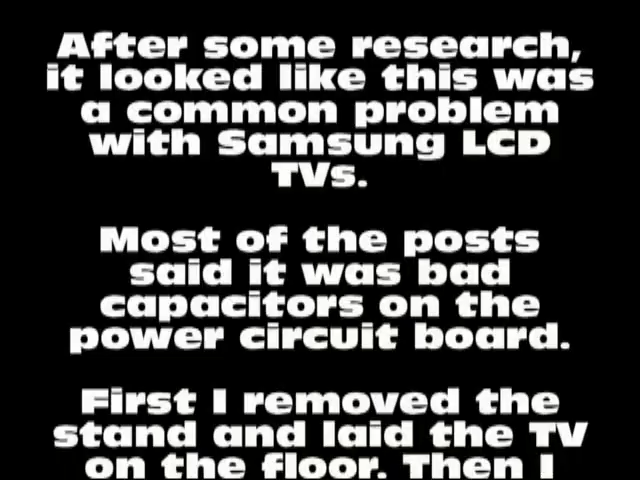 After some research,
it looked like this was
a common problem
with Samsung LCD
TVs.
Most of the posts
said it was bad
capacitors on the
power circuit board.
First I removed the
stand and laid the TV
on the floor. Then I